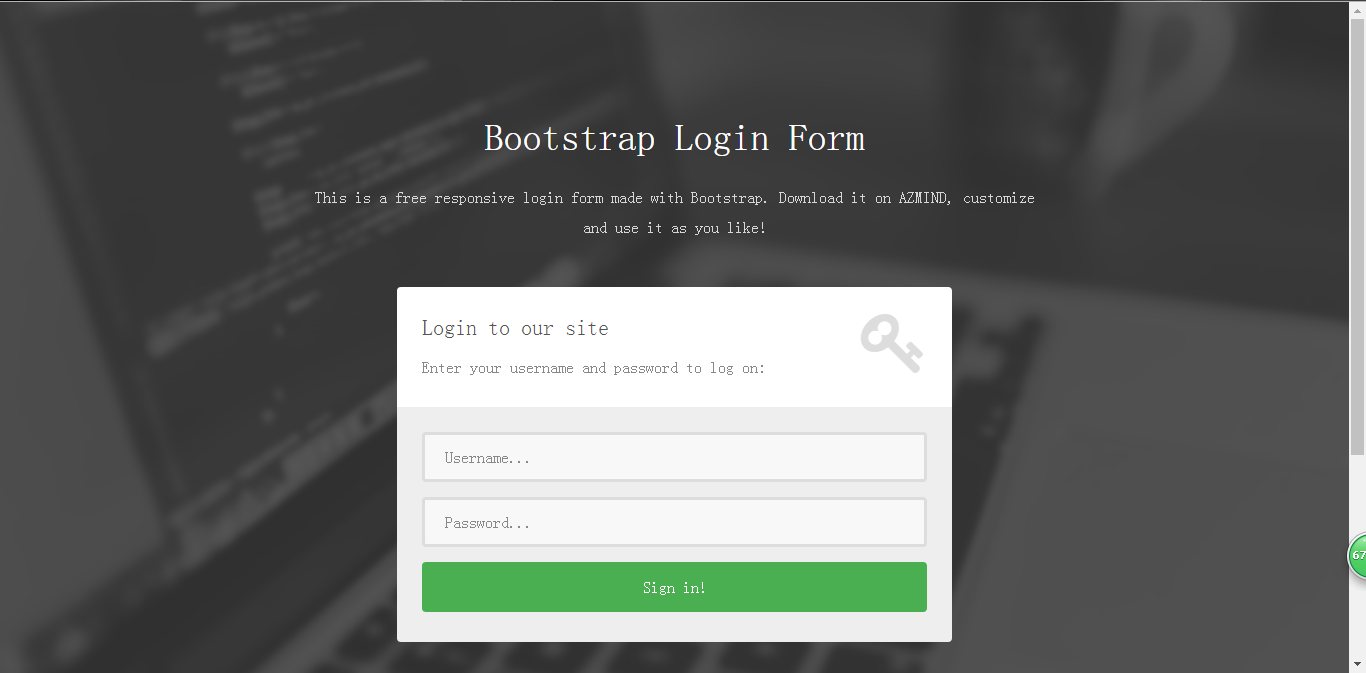 Bootstrap Login Form
This is a free responsive login form made with Bootstrap. Download it on AZMIND, customize
and use it as you like!
Login to our site
Enter your username and password to log on:
Username...
Password...
Sign in!
67